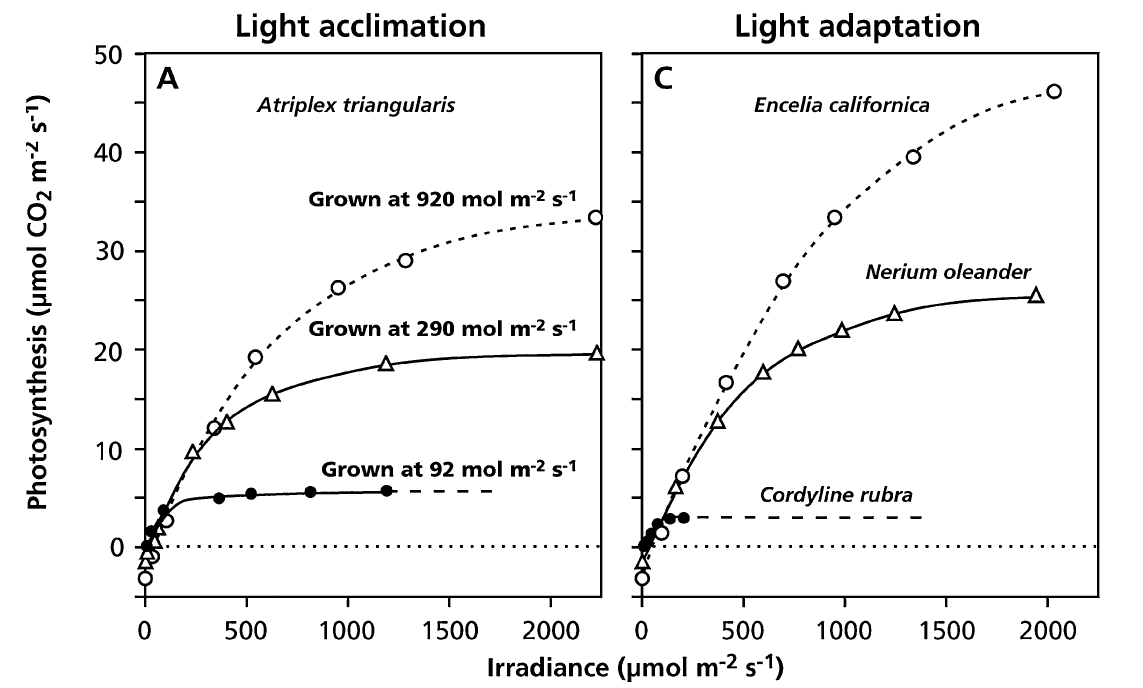 Light acclimation
Light adaptation
A
Atriplex triangularis
Grown at 920 mol m-2 s-1
Grown at 290 mol m-2 s-1
Grown at 92 mol m-2 s-1
C
Encelia californica
Nerium oleander
Cordyline rubra
Photosynthesis (μmol CO2 m-2 s-1)
50
40
30
20
10
0
0 500 1000 1500 2000
0 500 1000 1500 2000
Irradiance (μmol m-2 s-1)